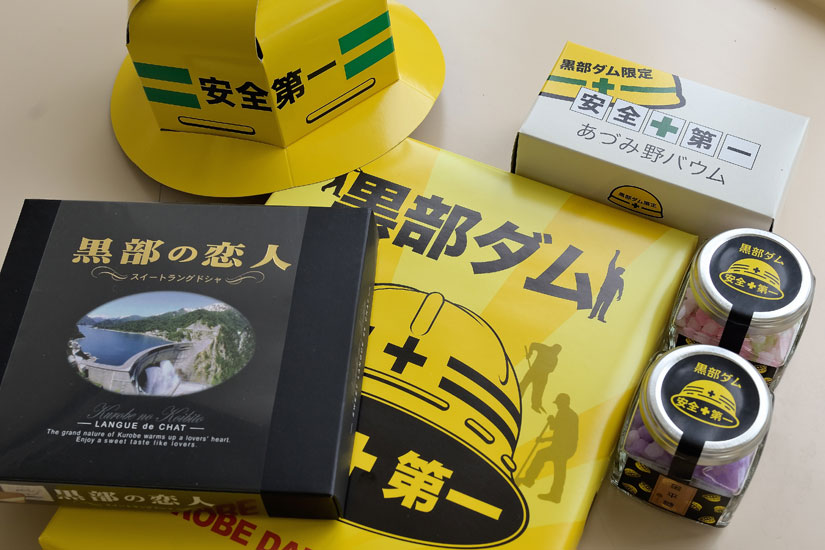 安全第一
黒部ダム限定
安全第一
あづみ野バウム
黒部ダム限定
黒部の恋人
スイートラングドシャ
Kurobe no Koibito
LANGUE de CHAT
The grand nature of Kurobe warms up a lovers' heart.
Enjoy a sweet taste like lovers.
黒部の恋人
黒部ダム
第一
ROBE DA
黒部ダム
安全第一
黒部ダム
安全第一